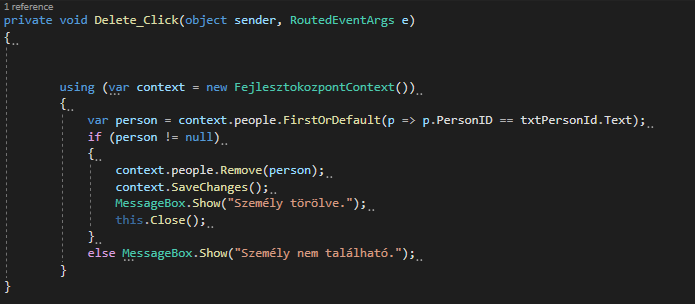 1 reference
private void Delete_Click(object sender, RoutedEventArgs e)
{
using (var context = new FejlesztokozpontContext())
{
var person = context.people.FirstOrDefault(p => p.PersonID == txtPersonId.Text);
if (person != null)
{
context.people.Remove(person);
context.SaveChanges();
MessageBox.Show("Személy törölve.");
this.Close();
}
else MessageBox.Show("Személy nem található.");
}
}